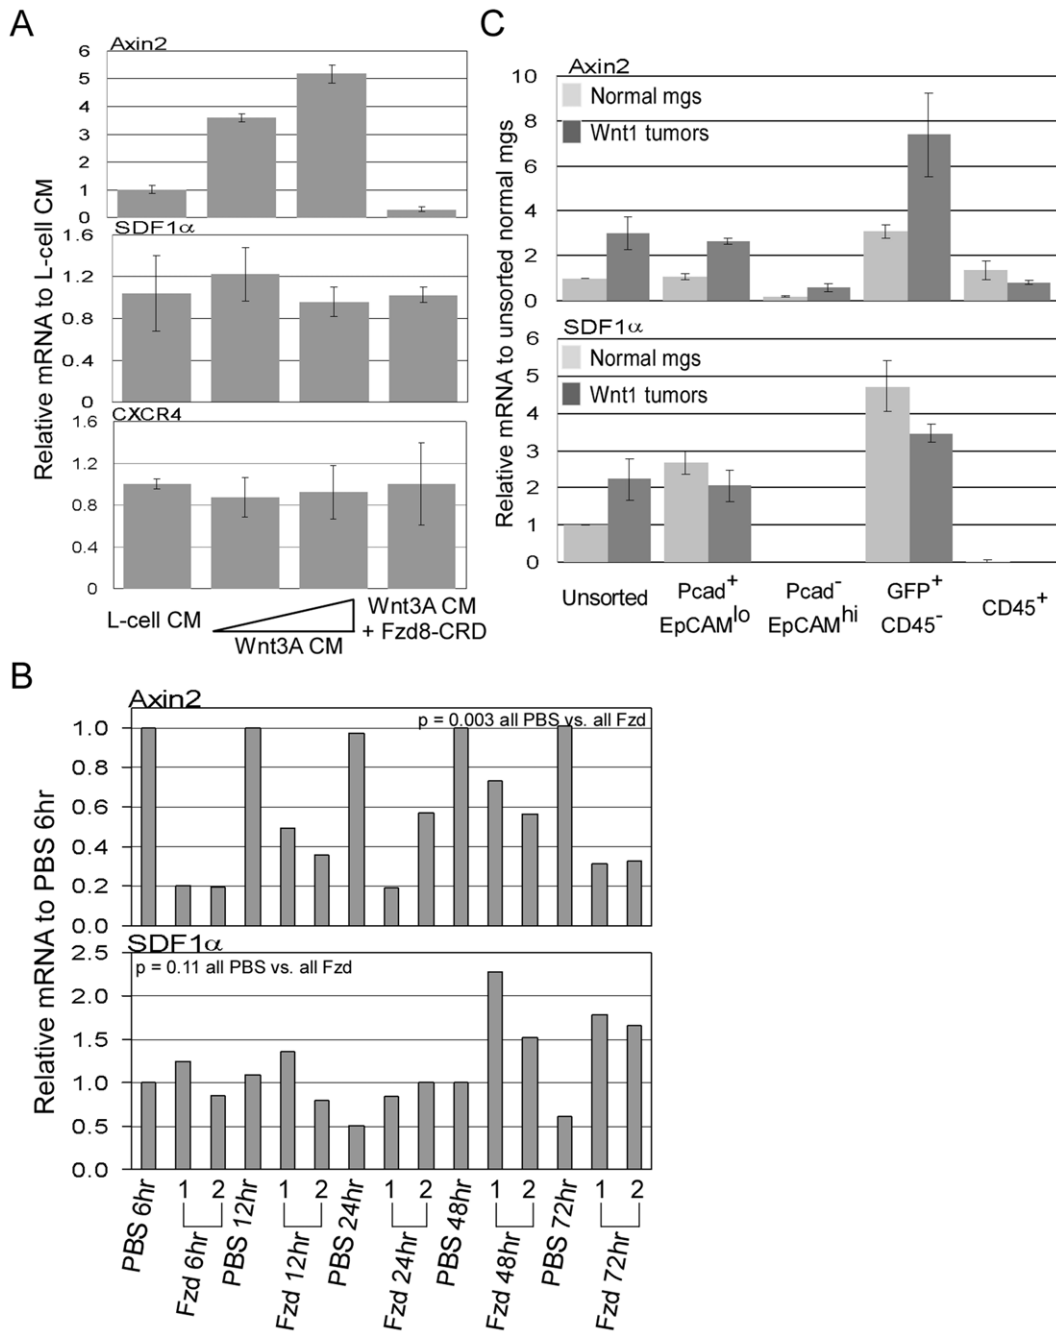 A
Axin2
6
5
4
3
2
1
0
SDF1α
1.6
1.2
0.8
0.4
0
CXCR4
1.6
1.2
0.8
0.4
0
Relative mRNA to L-cell CM
L-cell CM
Wnt3A CM
Wnt3A CM
+ Fzd8-CRD
C
Axin2
Normal mgs
Wnt1 tumors
10
8
6
4
2
0
SDF1α
Normal mgs
Wnt1 tumors
6
5
4
3
2
1
0
Relative mRNA to unsorted normal mgs
Unsorted
Pcad+
EpCAMlo
Pcad-
EpCAMhi
GFP+
CD45-
CD45+
B
Axin2
p = 0.003 all PBS vs. all Fzd
1.0
0.8
0.6
0.4
0.2
0.0
SDF1α
p = 0.11 all PBS vs. all Fzd
2.5
2.0
1.5
1.0
0.5
0.0
Relative mRNA to PBS 6hr
PBS 6hr
1 2
Fzd 6hr
PBS 12hr
1 2
Fzd 12hr
PBS 24hr
1 2
Fzd 24hr
PBS 48hr
1 2
Fzd 48hr
PBS 72hr
1 2
Fzd 72hr